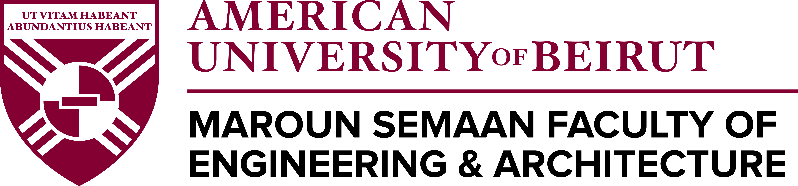 UT VITAM HABEANT
ABUNDANTIUS HABEANT
AMERICAN
UNIVERSITY OF BEIRUT
MAROUN SEMAAN FACULTY OF
ENGINEERING & ARCHITECTURE